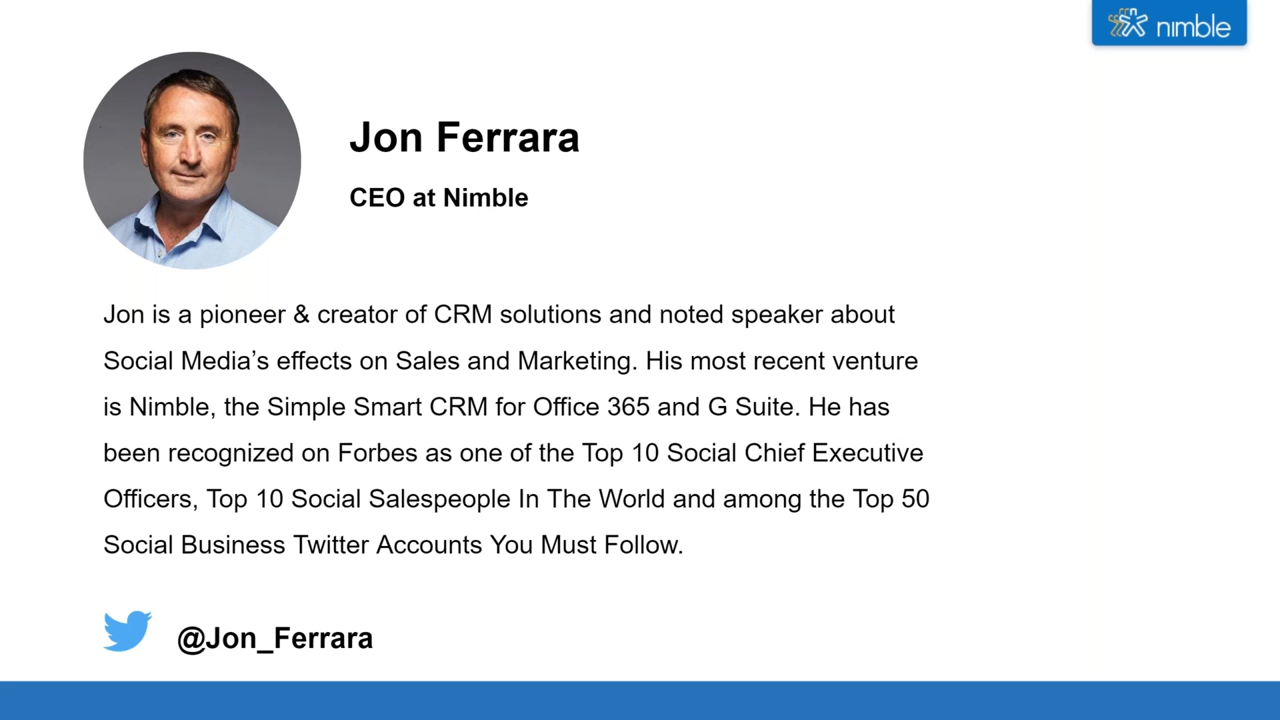 nimble
Jon Ferrara
CEO at Nimble
Jon is a pioneer & creator of CRM solutions and noted speaker about
Social Media’s effects on Sales and Marketing. His most recent venture
is Nimble, the Simple Smart CRM for Office 365 and G Suite. He has
been recognized on Forbes as one of the Top 10 Social Chief Executive
Officers, Top 10 Social Salespeople In The World and among the Top 50
Social Business Twitter Accounts You Must Follow.
@Jon_Ferrara